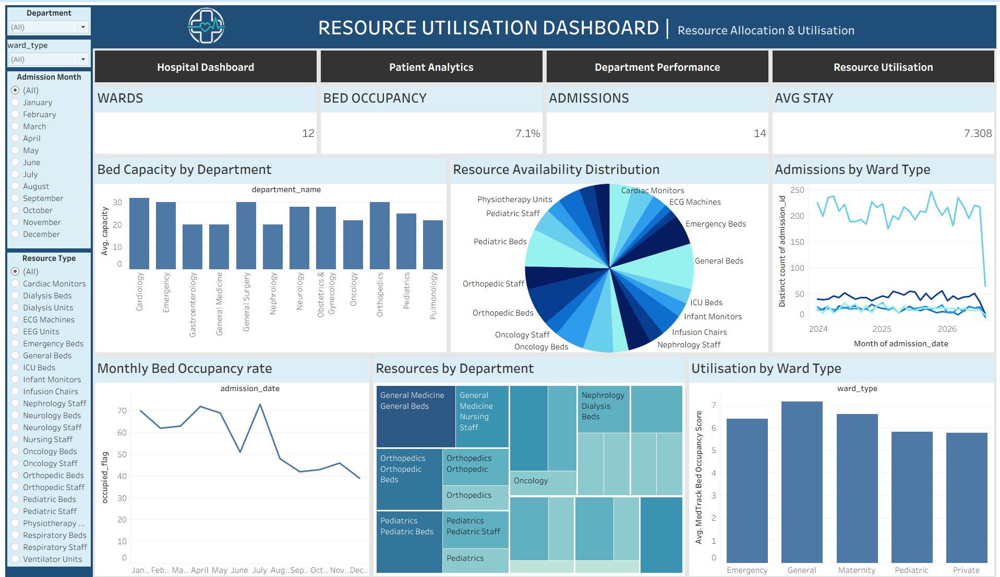 Department
(All)
ward_type
(All)
Admission Month
(All)
January
February
March
April
May
June
July
August
September
October
November
December
Resource Type
(All)
Cardiac Monitors
Dialysis Beds
Dialysis Units
ECG Machines
EEG Units
Emergency Beds
General Beds
ICU Beds
Infant Monitors
Infusion Chairs
Nephrology Staff
Neurology Beds
Neurology Staff
Nursing Staff
Oncology Beds
Oncology Staff
Orthopedic Beds
Orthopedic Staff
Pediatric Beds
Pediatric Staff
Physiotherapy ...
Respiratory Beds
Respiratory Staff
Ventilator Units
RESOURCE UTILISATION DASHBOARD | Resource Allocation & Utilisation
Hospital Dashboard
Patient Analytics
Department Performance
Resource Utilisation
WARDS
12
BED OCCUPANCY
7.1%
ADMISSIONS
14
AVG STAY
7.308
Bed Capacity by Department
department_name
Avg. capacity
30
20
10
0
Cardiology
Emergency
Gastroenterology
General Medicine
General Surgery
Nephrology
Neurology
Obstetrics &
Gynecology
Oncology
Orthopedics
Pediatrics
Pulmonology
Resource Availability Distribution
Cardiac Monitors
ECG Machines
Emergency Beds
General Beds
ICU Beds
Infant Monitors
Infusion Chairs
Nephrology Staff
Oncology Beds
Oncology Staff
Orthopedic Beds
Orthopedic Staff
Pediatric Beds
Pediatric Staff
Physiotherapy Units
Admissions by Ward Type
Distinct count of admission_id
250
200
150
100
50
0
2024
2025
2026
Month of admission_date
Monthly Bed Occupancy rate
admission_date
occupied_flag
70
60
50
40
30
20
10
0
Jan.. Feb.. Ma.. April May June July Aug.. Sep.. Oct.. Nov.. Dec..
Resources by Department
General Medicine
General Beds
General
Medicine
Nursing
Staff
Orthopedics
Orthopedic
Beds
Orthopedics
Orthopedic
Orthopedics
Pediatrics
Pediatric Beds
Pediatrics
Pediatric Staff
Pediatrics
Oncology
Nephrology
Dialysis
Beds
Utilisation by Ward Type
ward_type
Avg. MedTrack Bed Occupancy Score
7
6
5
4
3
2
1
0
Emergency
General
Maternity
Pediatric
Private